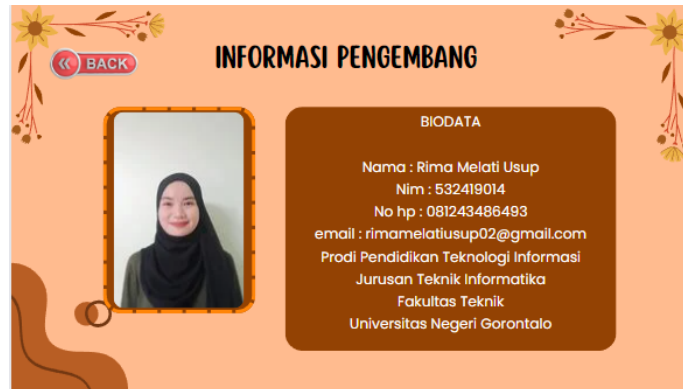 BACK
INFORMASI PENGEMBANG
BIODATA
Nama : Rima Melati Usup
Nim : 532419014
No hp : 081243486493
email : rimamelatiusup02@gmail.com
Prodi Pendidikan Teknologi Informasi
Jurusan Teknik Informatika
Fakultas Teknik
Universitas Negeri Gorontalo